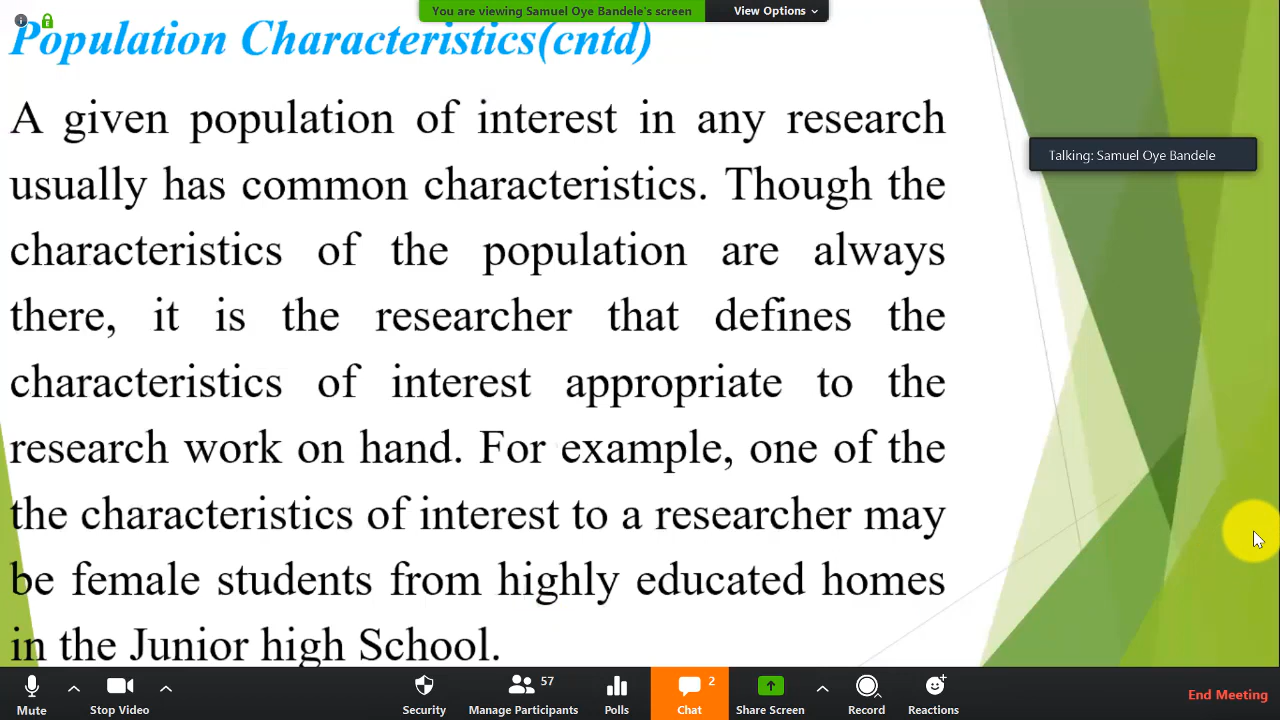 You are viewing Samuel Oye Bandele's screen
View Options
Population Characteristics(cntd)
A given population of interest in any research
usually has common characteristics. Though the
characteristics of the population are always
there, it is the researcher that defines the
characteristics of interest appropriate to the
research work on hand. For example, one of the
the characteristics of interest to a researcher may
be female students from highly educated homes
in the Junior high School.
Talking: Samuel Oye Bandele
Mute
Stop Video
Security
57
Manage Participants
Polls
2
Chat
Share Screen
Record
Reactions
End Meeting